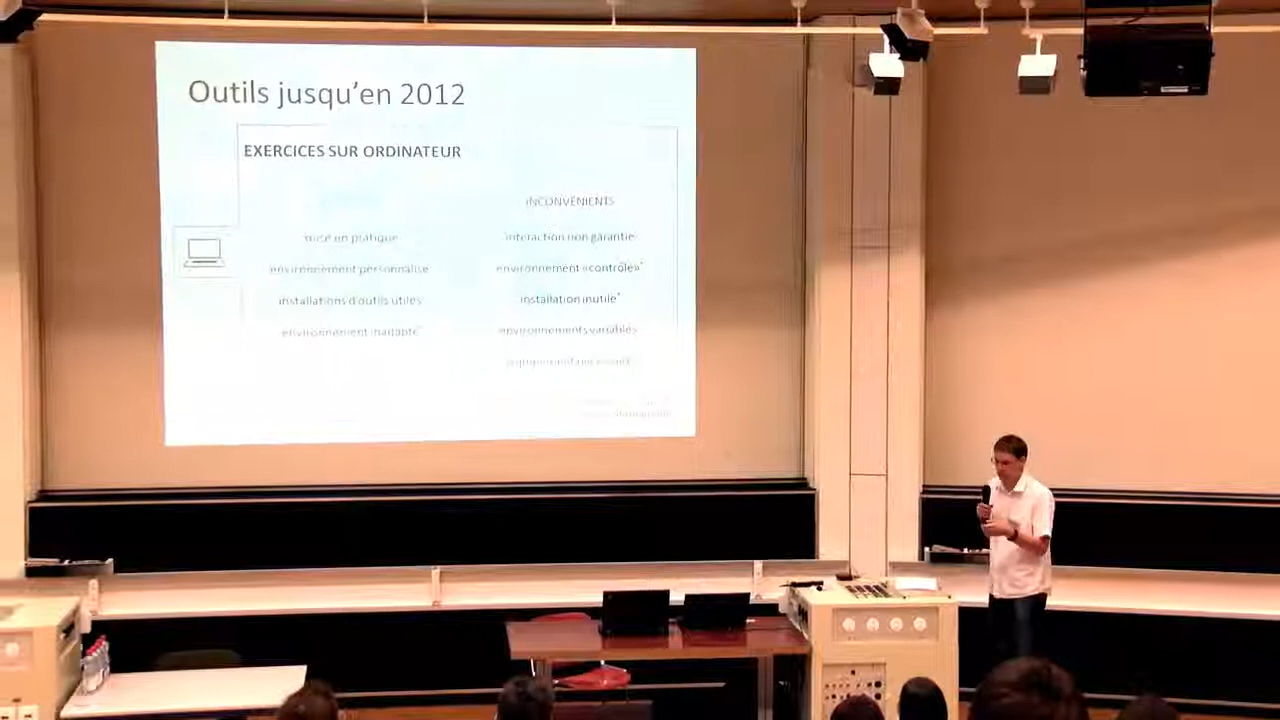 Outils jusqu'en 2012
EXERCICES SUR ORDINATEUR
INCONVÉNIENTS
mise en pratique
interaction non garantie
environnement personnalisé
environnement «contrôlé»*
installations d'outils utiles
installation inutile*
environnement inadapté*
environnements variables